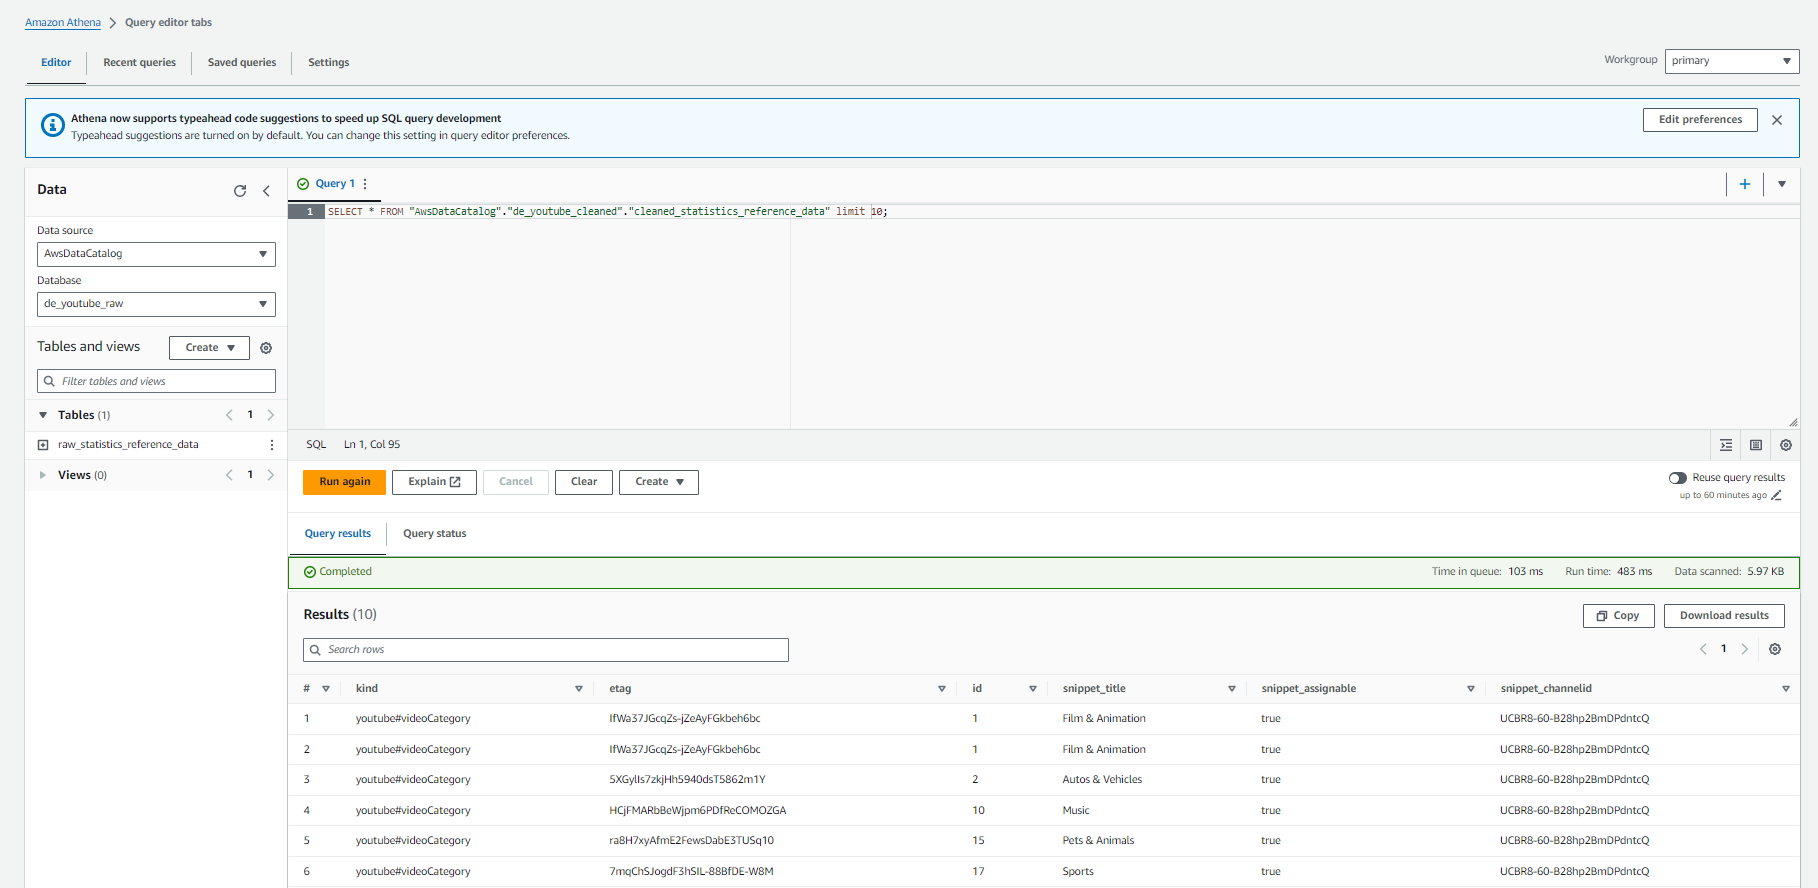 Amazon Athena > Query editor tabs
Editor Recent queries Saved queries Settings
Workgroup primary
Athena now supports typeahead code suggestions to speed up SQL query development
Typeahead suggestions are turned on by default. You can change this setting in query editor preferences.
Edit preferences
Data
Query 1
1 SELECT * FROM "AwsDataCatalog"."de_youtube_cleaned"."cleaned_statistics_reference_data" limit 10;
Data source
AwsDataCatalog
Database
de_youtube_raw
Tables and views Create
Filter tables and views
Tables (1) 1
raw_statistics_reference_data
Views (0) 1
SQL Ln 1, Col 95
Run again Explain Cancel Clear Create
Reuse query results
up to 60 minutes ago
Query results Query status
Completed Time in queue: 103 ms Run time: 483 ms Data scanned: 5.97 KB
Results (10)
Copy Download results
Search rows
1
# kind etag id snippet_title snippet_assignable snippet_channelid
1 youtube#videoCategory IfWa37JGcqZs-jZeAyFGkbeh6bc 1 Film & Animation true UCBR8-60-B28hp2BmDPdntcQ
2 youtube#videoCategory IfWa37JGcqZs-jZeAyFGkbeh6bc 1 Film & Animation true UCBR8-60-B28hp2BmDPdntcQ
3 youtube#videoCategory 5XGylIs7zkjHh5940dsT5862m1Y 2 Autos & Vehicles true UCBR8-60-B28hp2BmDPdntcQ
4 youtube#videoCategory HCjFMARbBeWjpm6PDfReCOMOZGA 10 Music true UCBR8-60-B28hp2BmDPdntcQ
5 youtube#videoCategory ra8H7xyAfmE2FewsDabE3TUSq10 15 Pets & Animals true UCBR8-60-B28hp2BmDPdntcQ
6 youtube#videoCategory 7mqChSJogdF3hSIL-88BfDE-W8M 17 Sports true UCBR8-60-B28hp2BmDPdntcQ